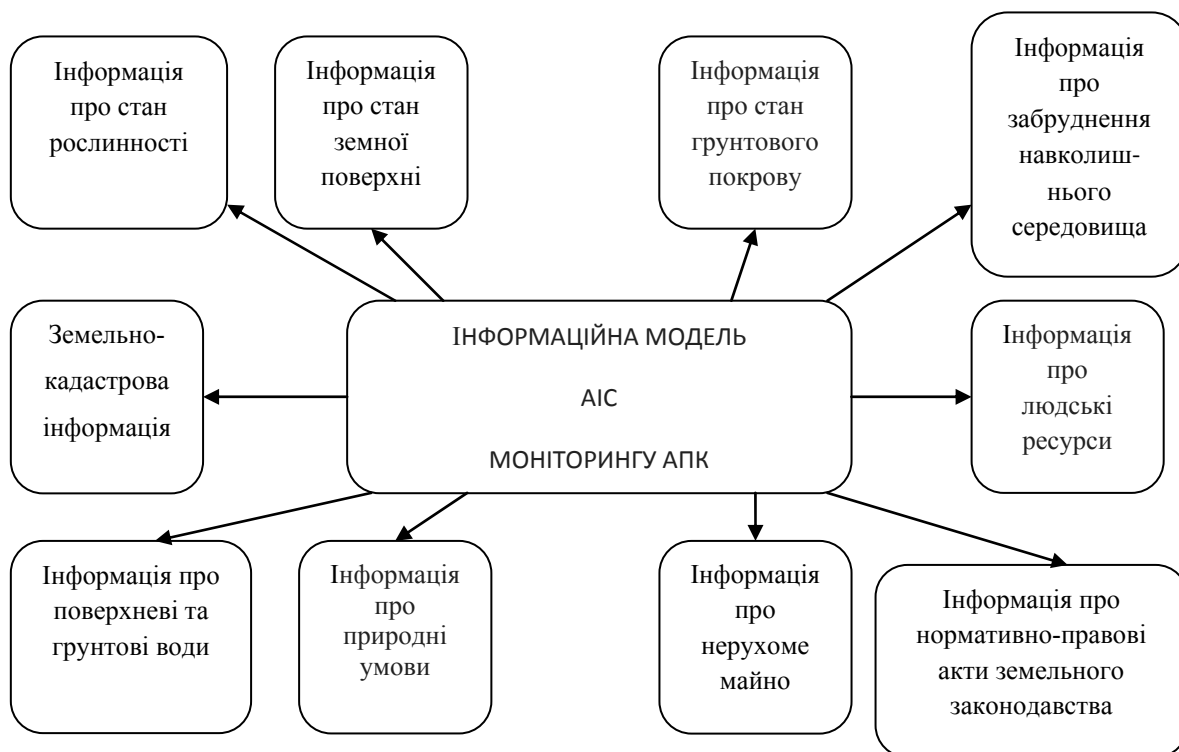 Інформація
про стан
рослинності
Інформація
про стан
земної
поверхні
Інформація
про стан
грунтового
покрову
Інформація
про
забруднення
навколиш-
нього
середовища
Земельно-
кадастрова
інформація
ІНФОРМАЦІЙНА МОДЕЛЬ
АІС
МОНІТОРИНГУ АПК
Інформація
про
людські
ресурси
Інформація про
поверхневі та
грунтові води
Інформація
про
природні
умови
Інформація
про
нерухоме
майно
Інформація про
нормативно-правові
акти земельного
законодавства